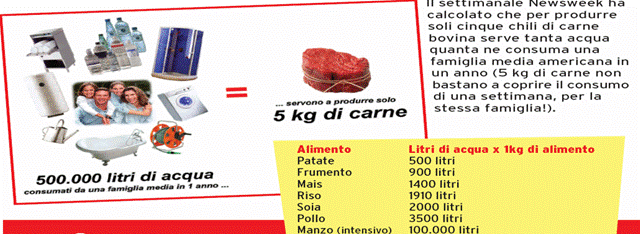 Il settimanale Newsweek ha
calcolato che per produrre
soli cinque chili di carne
bovina serve tanta acqua
quanta ne consuma una
famiglia media americana in
un anno (5 kg di carne non
bastano a coprire il consumo
di una settimana, per la
stessa famiglia!).
=
... servono a produrre solo
5 kg di carne
500.000 litri di acqua
consumati da una famiglia media in 1 anno ...
Alimento Litri di acqua x 1kg di alimento
Patate 500 litri
Frumento 900 litri
Mais 1400 litri
Riso 1910 litri
Soia 2000 litri
Pollo 3500 litri
Manzo (intensivo) 100.000 litri